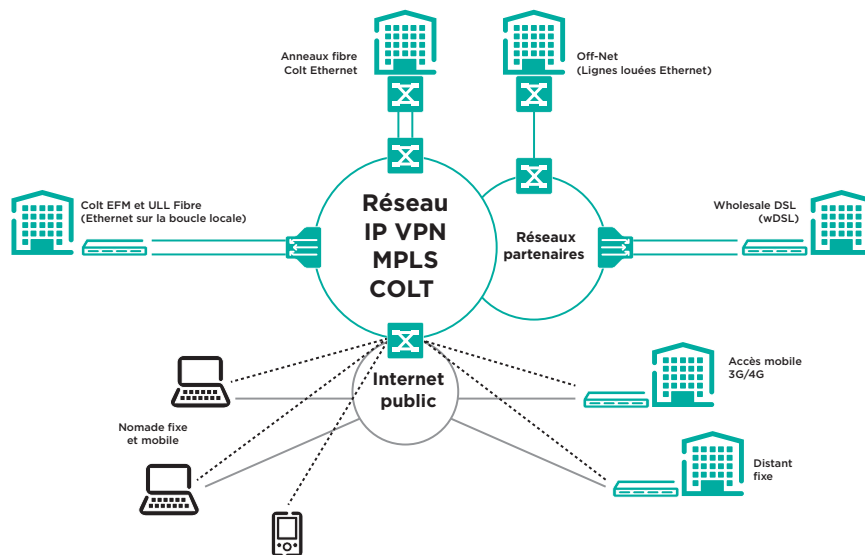 Anneaux fibre
Colt Ethernet
Off-Net
(Lignes louées Ethernet)
Colt EFM et ULL Fibre
(Ethernet sur la boucle locale)
Réseau
IP VPN
MPLS
COLT
Réseaux
partenaires
Wholesale DSL
(wDSL)
Internet
public
Accès mobile
3G/4G
Nomade fixe
et mobile
Distant
fixe